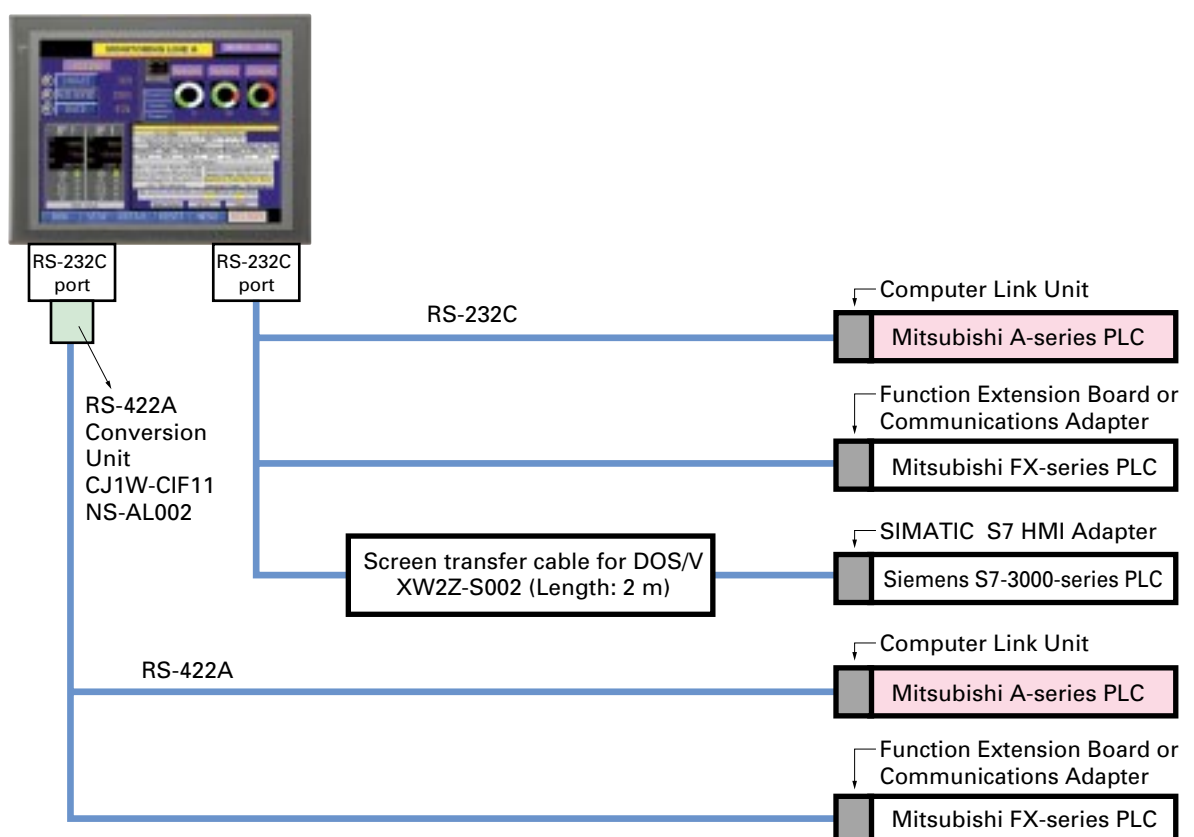 MONITORING LINE A
RS-232C
port
RS-232C
port
RS-232C
Computer Link Unit
Mitsubishi A-series PLC
RS-422A
Conversion
Unit
CJ1W-CIF11
NS-AL002
Function Extension Board or
Communications Adapter
Mitsubishi FX-series PLC
SIMATIC S7 HMI Adapter
Screen transfer cable for DOS/V
XW2Z-S002 (Length: 2 m)
Siemens S7-3000-series PLC
Computer Link Unit
RS-422A
Mitsubishi A-series PLC
Function Extension Board or
Communications Adapter
Mitsubishi FX-series PLC